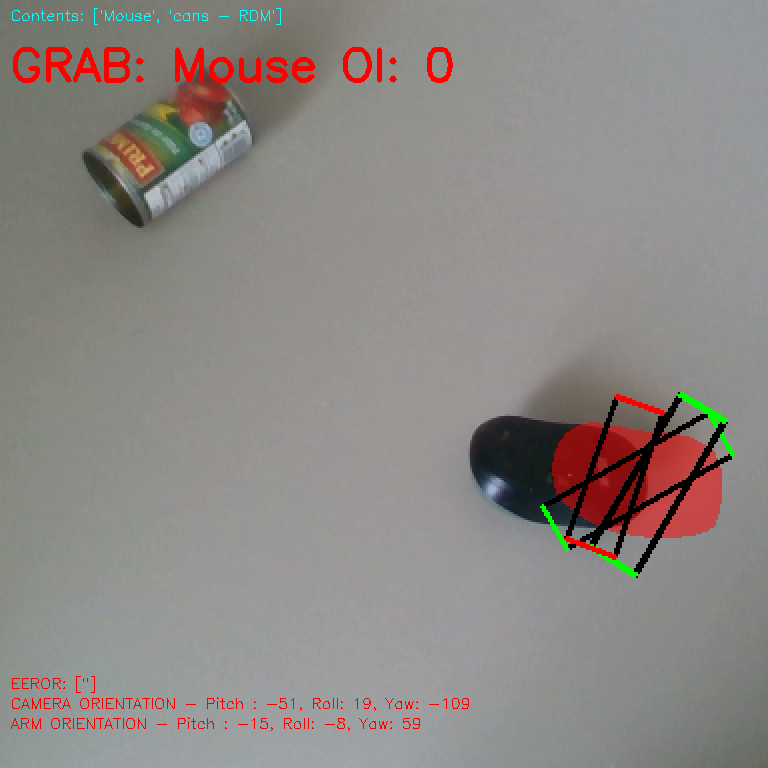 Contents: ['Mouse', 'cans - RDM']
GRAB: Mouse OI: 0
PRIM
EEROR: ['']
CAMERA ORIENTATION - Pitch : -51, Roll: 19, Yaw: -109
ARM ORIENTATION - Pitch : -15, Roll: -8, Yaw: 59